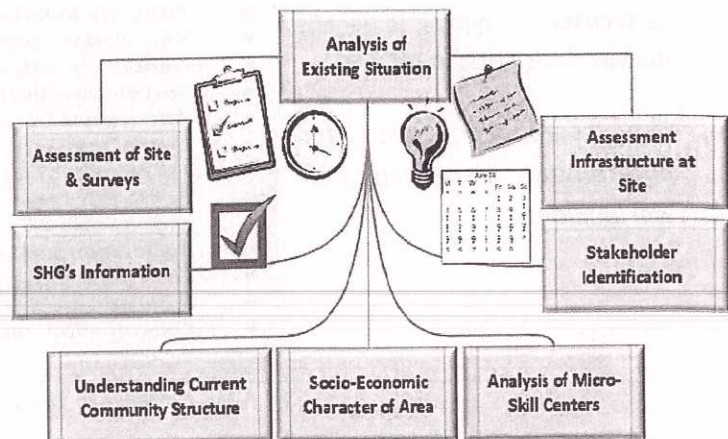 Analysis of
Existing Situation
Assessment of Site
& Surveys
Assessment
Infrastructure at
Site
SHG's Information
Stakeholder
Identification
Understanding Current
Community Structure
Socio-Economic
Character of Area
Analysis of Micro-
Skill Centers